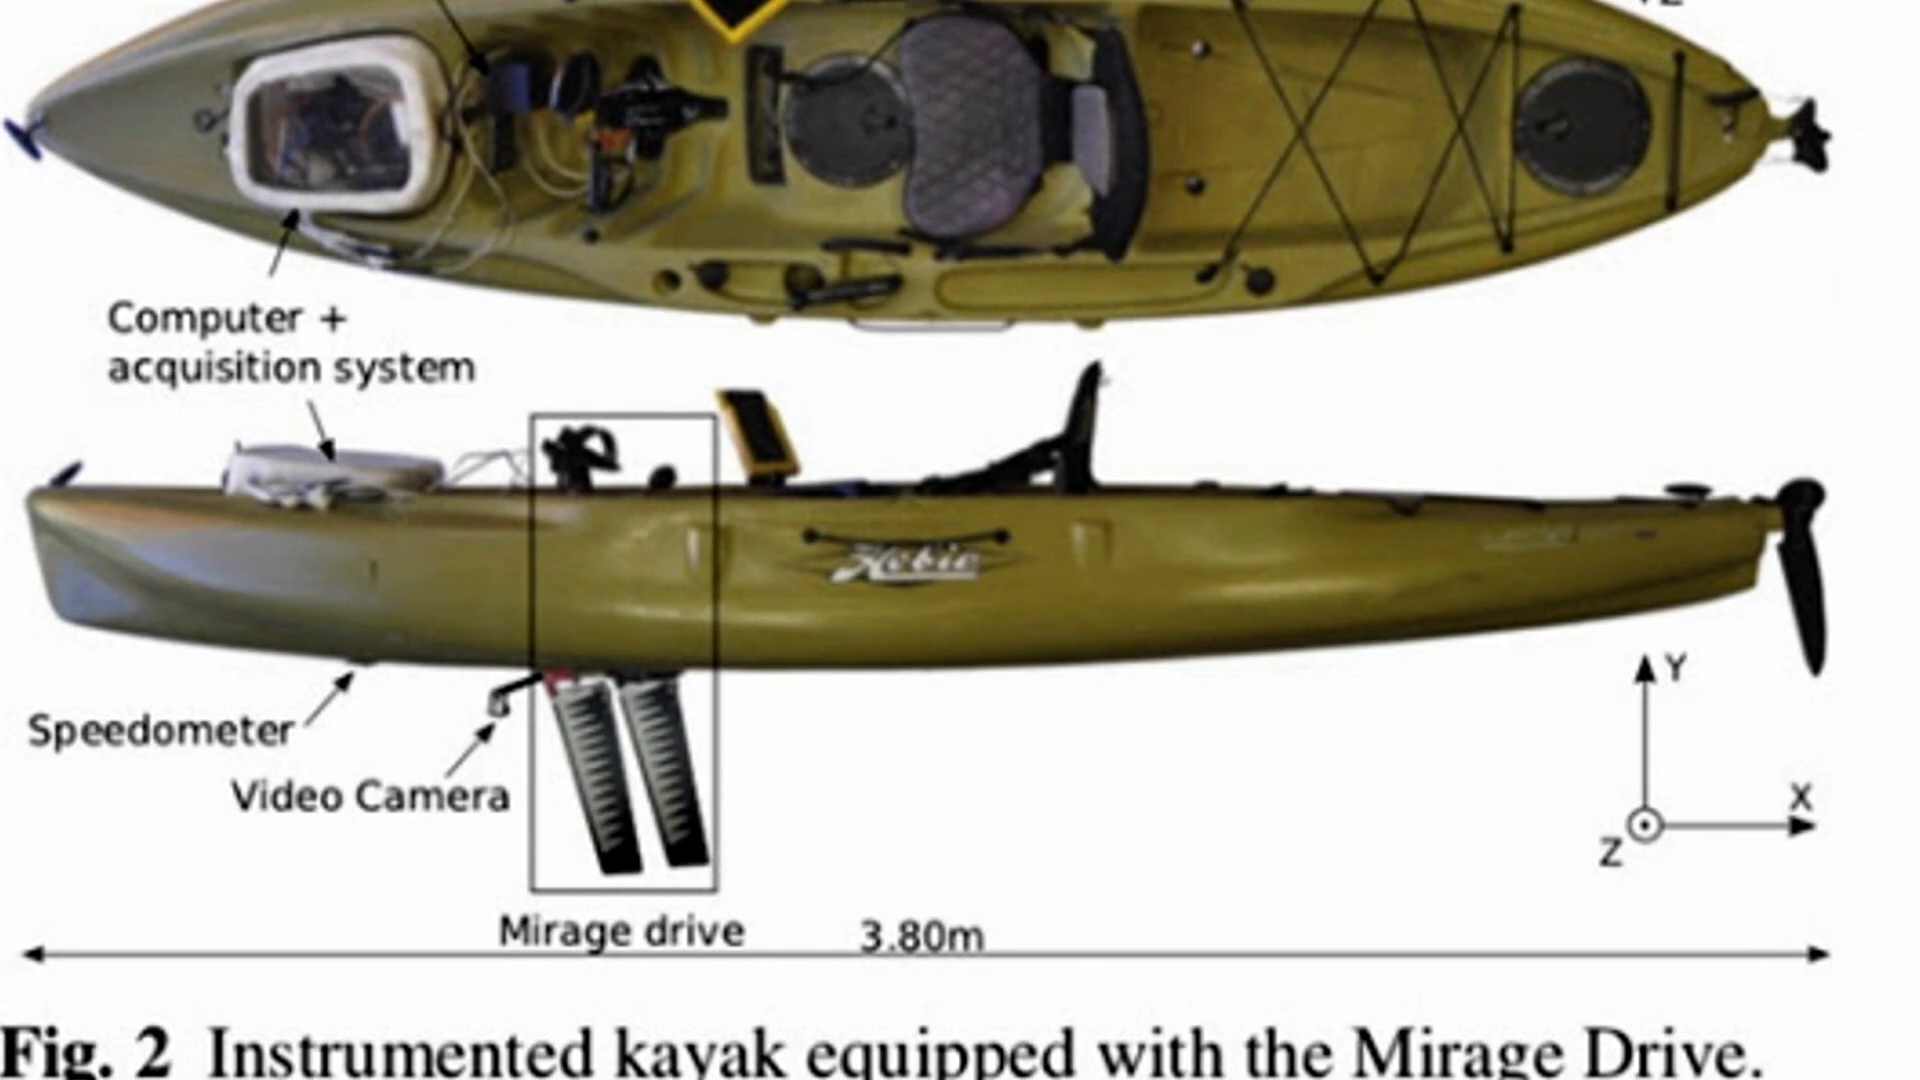 Computer +
acquisition system
Hobie
Speedometer
Video Camera
Y
X
Z
Mirage drive
3.80m
Fig. 2 Instrumented kayak equipped with the Mirage Drive.